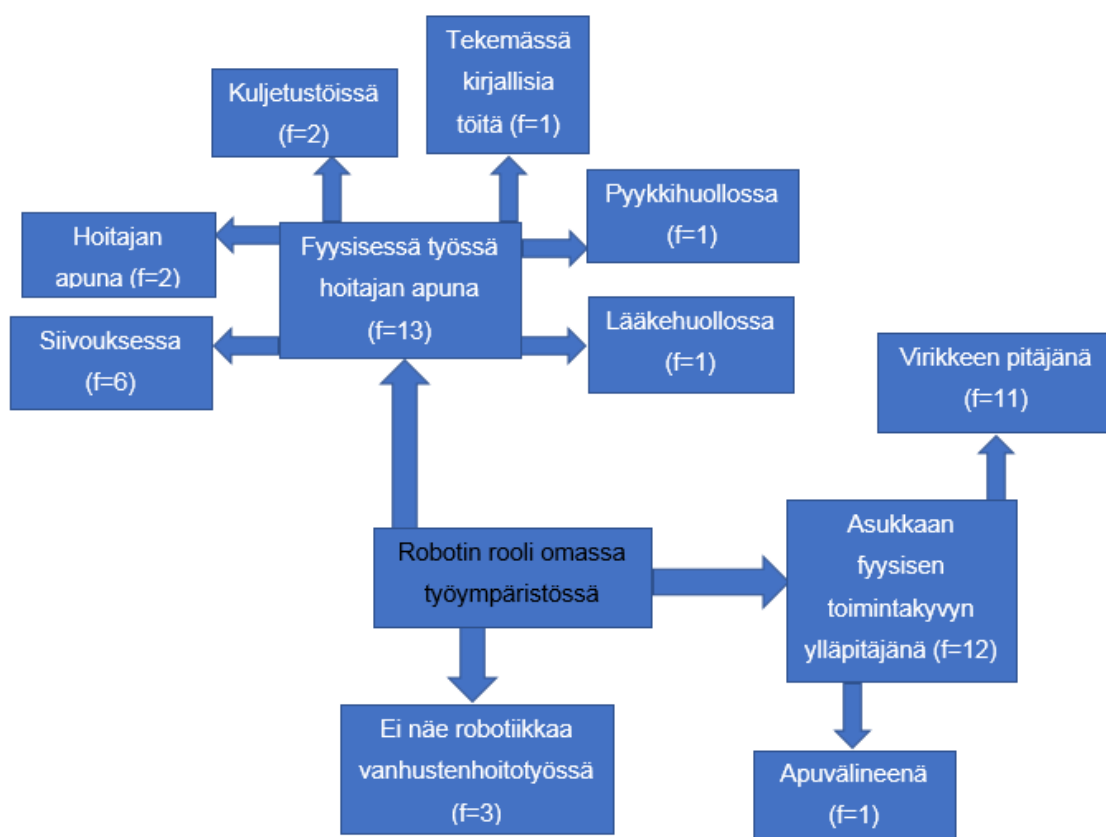 Tekemässä
kirjallisia
töitä (f=1)
Kuljetustöissä
(f=2)
Pyykkihuollossa
(f=1)
Hoitajan
apuna (f=2)
Fyysisessä työssä
hoitajan apuna
(f=13)
Siivouksessa
(f=6)
Lääkehuollossa
(f=1)
Virikkeen pitäjänä
(f=11)
Robotin rooli omassa
työympäristössä
Asukkaan
fyysisen
toimintakyvyn
ylläpitäjänä (f=12)
Ei näe robotiikkaa
vanhustenhoitotyössä
(f=3)
Apuvälineenä
(f=1)